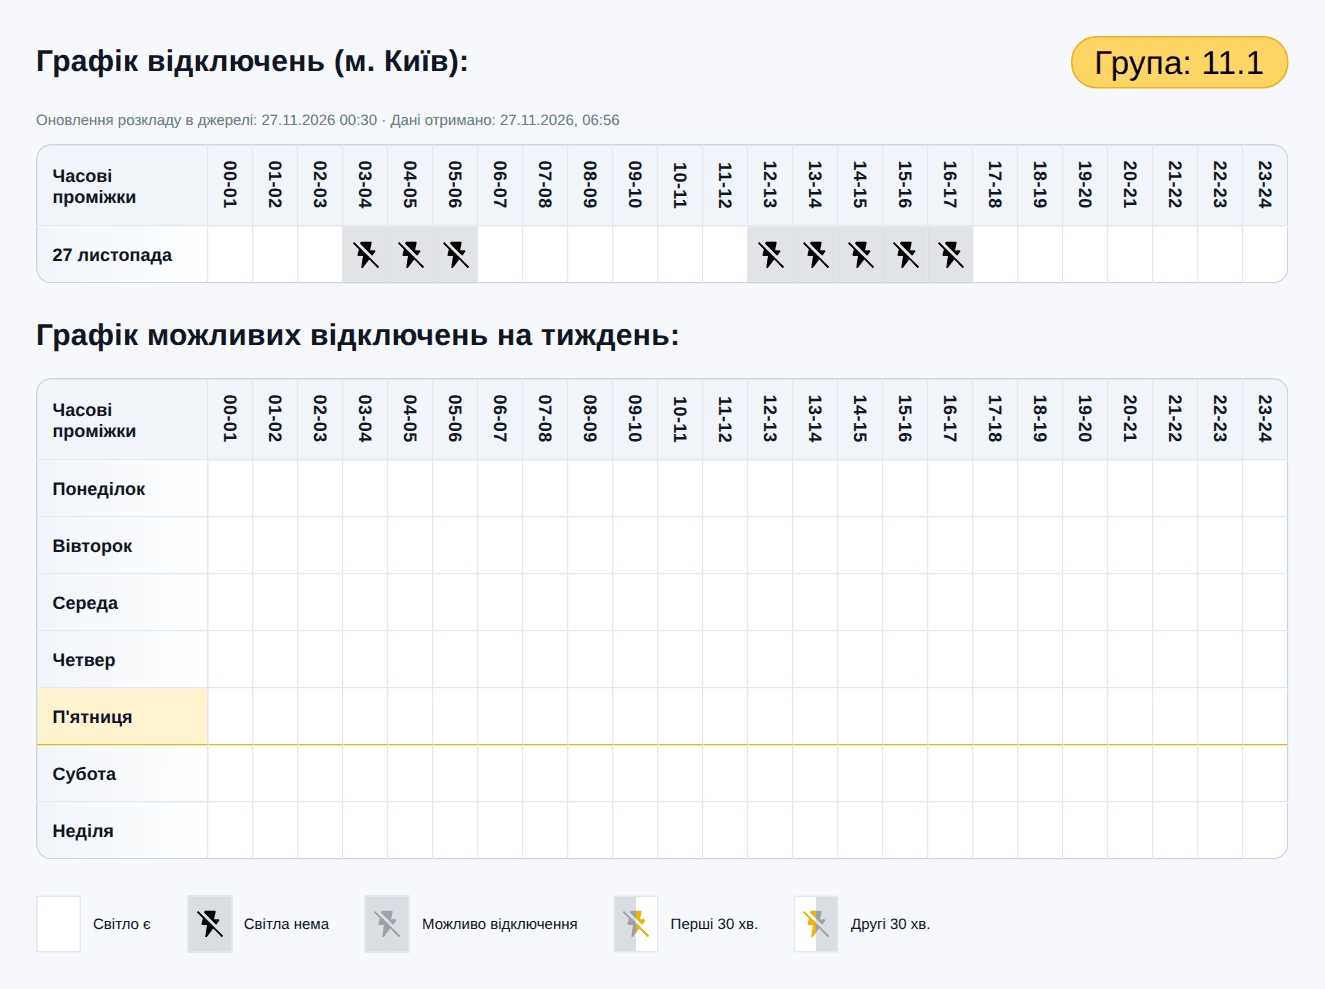 Графік відключень (м. Київ):
Група: 11.1
Оновлення розкладу в джерелі: 27.11.2026 00:30 · Дані отримано: 27.11.2026, 06:56
Часові проміжки 00-01 01-02 02-03 03-04 04-05 05-06 06-07 07-08 08-09 09-10 10-11 11-12 12-13 13-14 14-15 15-16 16-17 17-18 18-19 19-20 20-21 21-22 22-23 23-24
27 листопада
Графік можливих відключень на тиждень:
Часові проміжки 00-01 01-02 02-03 03-04 04-05 05-06 06-07 07-08 08-09 09-10 10-11 11-12 12-13 13-14 14-15 15-16 16-17 17-18 18-19 19-20 20-21 21-22 22-23 23-24
Понеділок
Вівторок
Середа
Четвер
П'ятниця
Субота
Неділя
Світло є Світла нема Можливо відключення Перші 30 хв. Другі 30 хв.